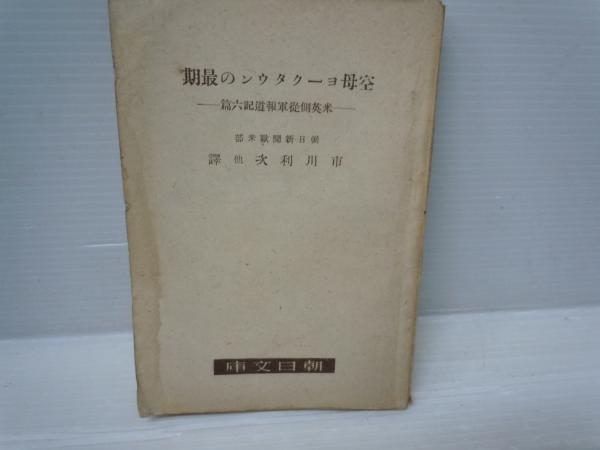 空母ヨークタウンの最期
―米英側從軍報道記六篇―
朝日新聞歐米部
市川利次 他 譯
朝日文庫